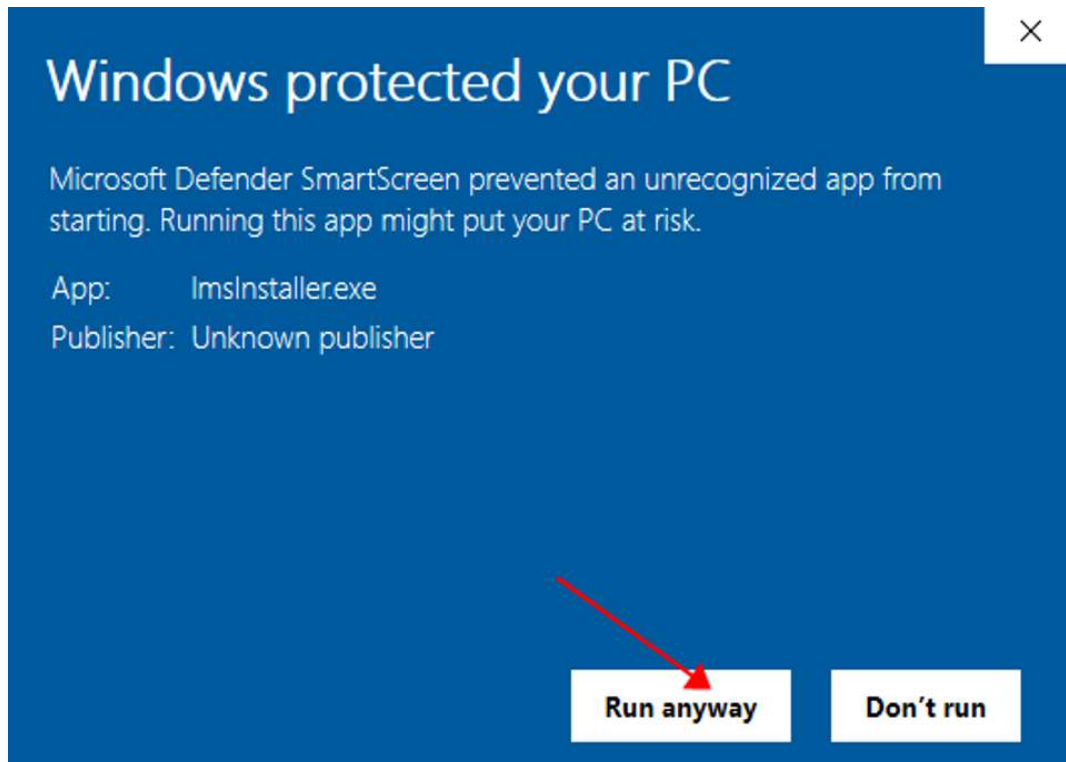 Windows protected your PC
Microsoft Defender SmartScreen prevented an unrecognized app from
starting. Running this app might put your PC at risk.
App: lmsInstaller.exe
Publisher: Unknown publisher
Run anyway Don't run